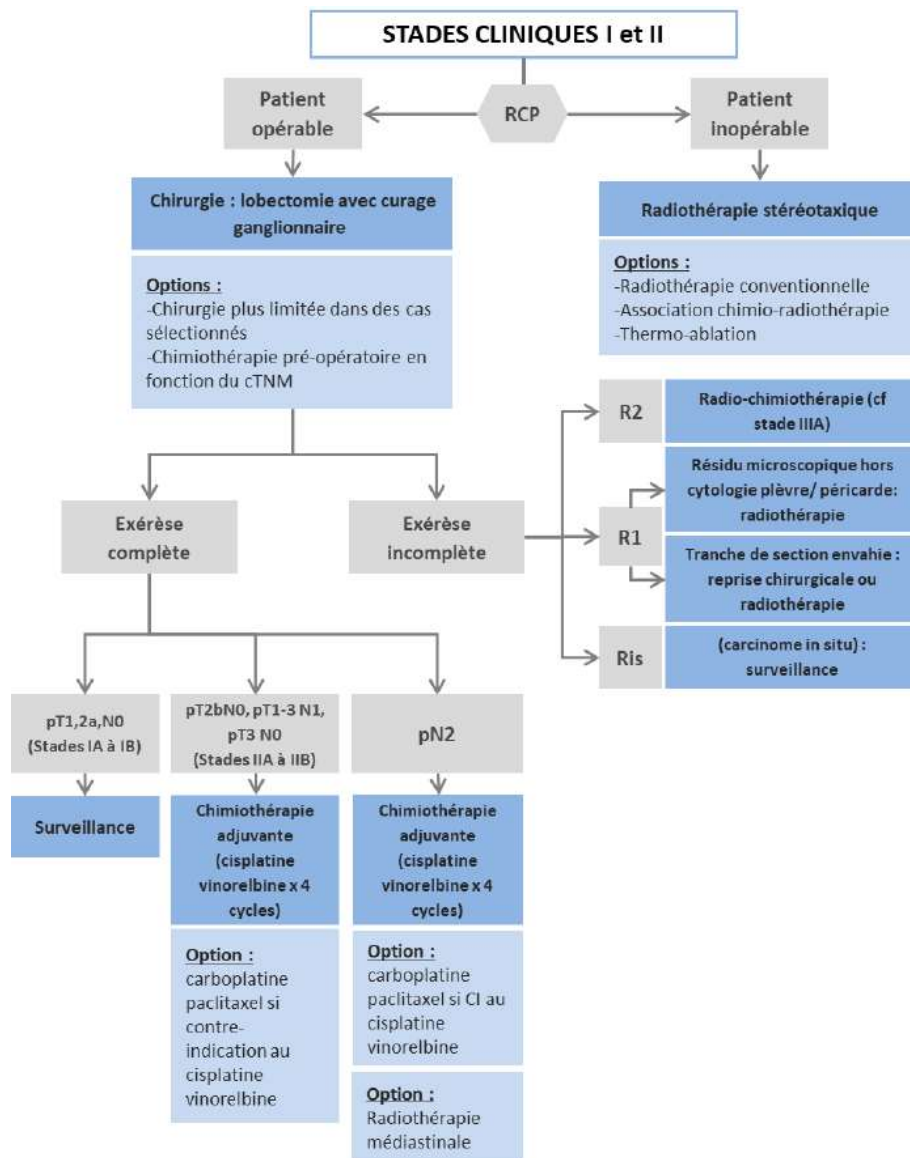 STADES CLINIQUES I et II
Patient
opérable
RCP
Patient
inopérable
Chirurgie : lobectomie avec curage
ganglionnaire
Options :
-Chirurgie plus limitée dans des cas
sélectionnés
-Chimiothérapie pré-opératoire en
fonction du cTNM
Radiothérapie stéréotaxique
Options :
-Radiothérapie conventionnelle
-Association chimio-radiothérapie
-Thermo-ablation
Exérèse
complète
Exérèse
incomplète
R2
Radio-chimiothérapie (cf
stade IIIA)
R1
Résidu microscopique hors
cytologie plèvre/ péricarde:
radiothérapie
Tranche de section envahie :
reprise chirurgicale ou
radiothérapie
Ris
(carcinome in situ) :
surveillance
pT1,2a,N0
(Stades IA à IB)
Surveillance
pT2bN0, pT1-3 N1,
pT3 N0
(Stades IIA à IIB)
Chimiothérapie
adjuvante
(cisplatine
vinorelbine x 4
cycles)
Option :
carboplatine
paclitaxel si
contre-
indication au
cisplatine
vinorelbine
pN2
Chimiothérapie
adjuvante
(cisplatine
vinorelbine x 4
cycles)
Option :
carboplatine
paclitaxel si CI au
cisplatine
vinorelbine
Option :
Radiothérapie
médiastinale